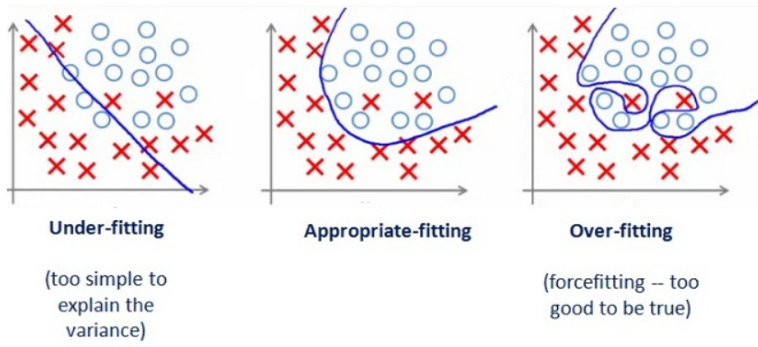 Under-fitting
Appropriate-fitting
Over-fitting
(too simple to
explain the
variance)
(forcefitting -- too
good to be true)